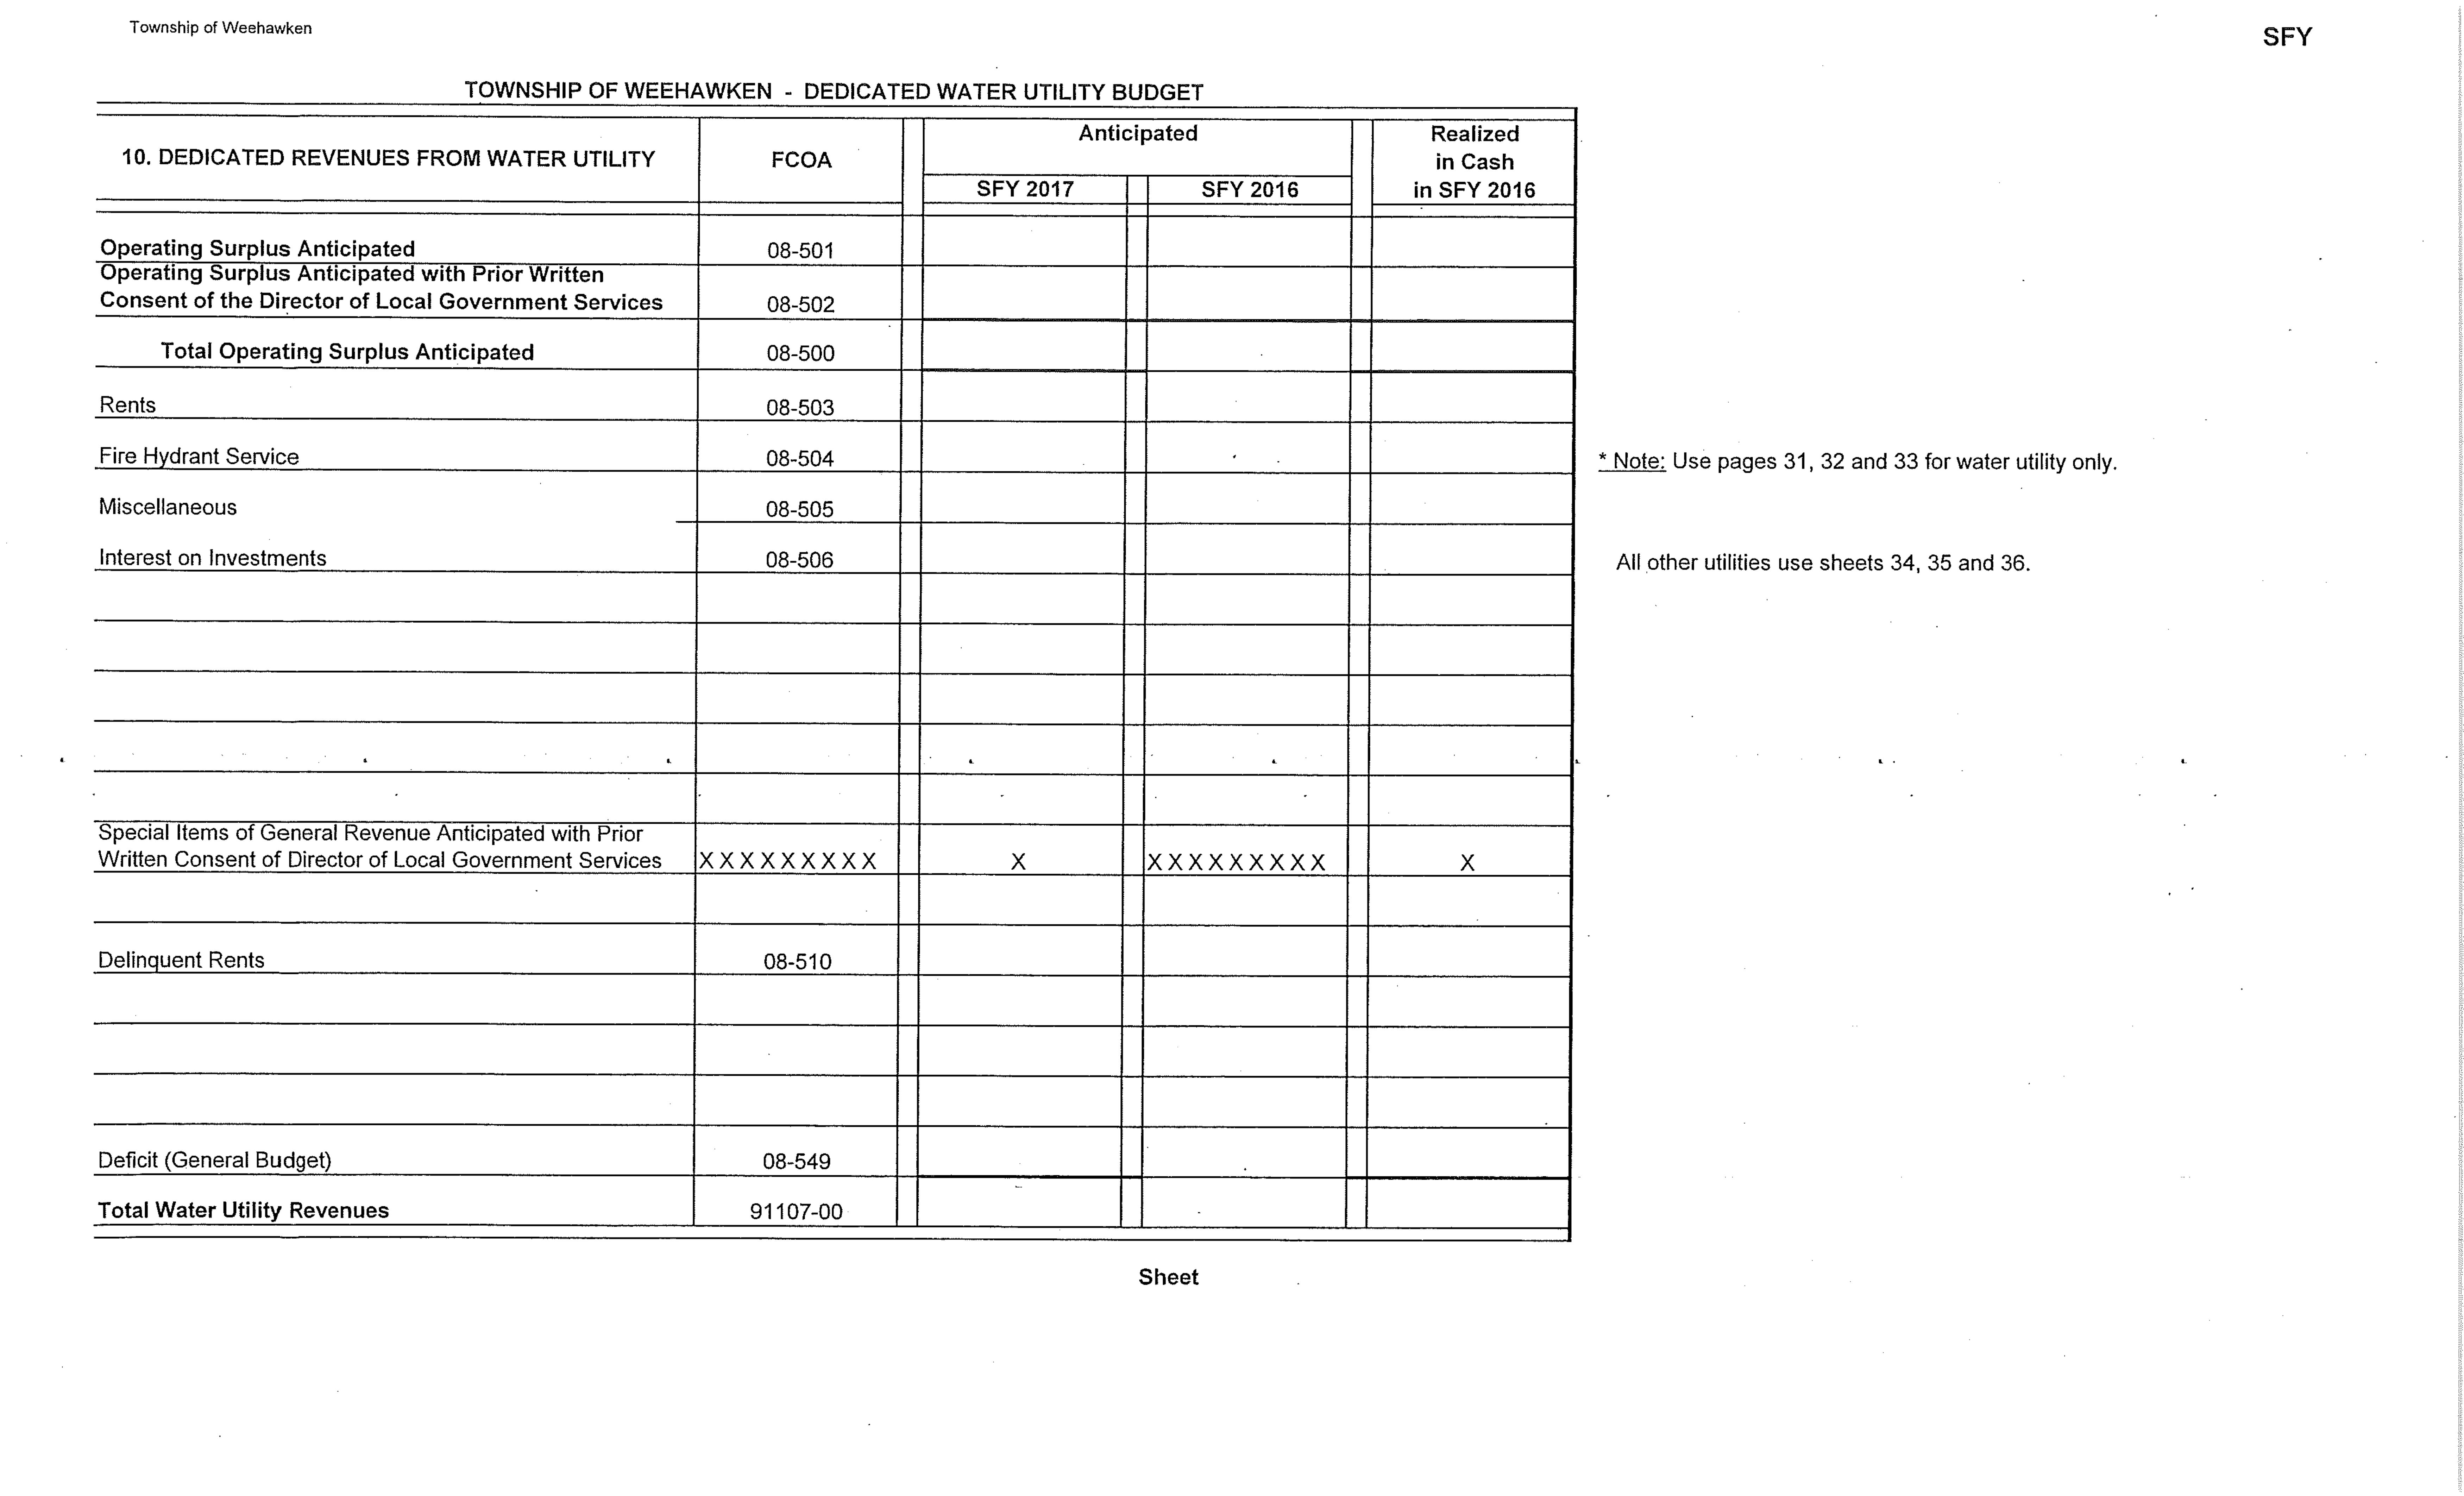 Township of Weehawken
SFY
TOWNSHIP OF WEEHAWKEN - DEDICATED WATER UTILITY BUDGET
10. DEDICATED REVENUES FROM WATER UTILITY
FCOA
Anticipated
SFY 2017
SFY 2016
Realized
in Cash
in SFY 2016
Operating Surplus Anticipated 08-501
Operating Surplus Anticipated with Prior Written
Consent of the Director of Local Government Services 08-502
Total Operating Surplus Anticipated 08-500
Rents 08-503
Fire Hydrant Service 08-504
* Note: Use pages 31, 32 and 33 for water utility only.
Miscellaneous 08-505
Interest on Investments 08-506
All other utilities use sheets 34, 35 and 36.
Special Items of General Revenue Anticipated with Prior
Written Consent of Director of Local Government Services XXXXXXXXX X XXXXXXXXX X
Delinquent Rents 08-510
Deficit (General Budget) 08-549
Total Water Utility Revenues 91107-00
Sheet